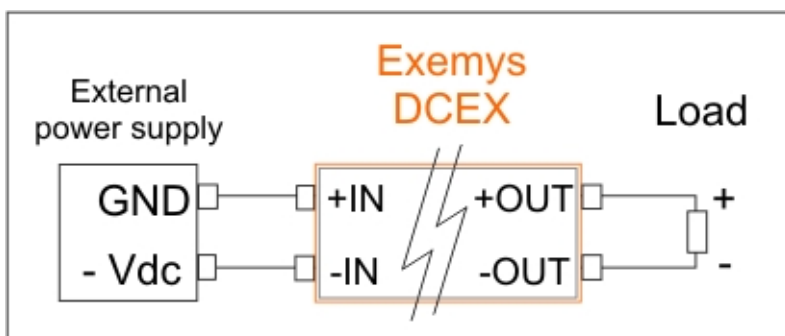 External
power supply
Exemys
DCEX
Load
GND
+IN
+OUT
+
- Vdc
-IN
-OUT
-